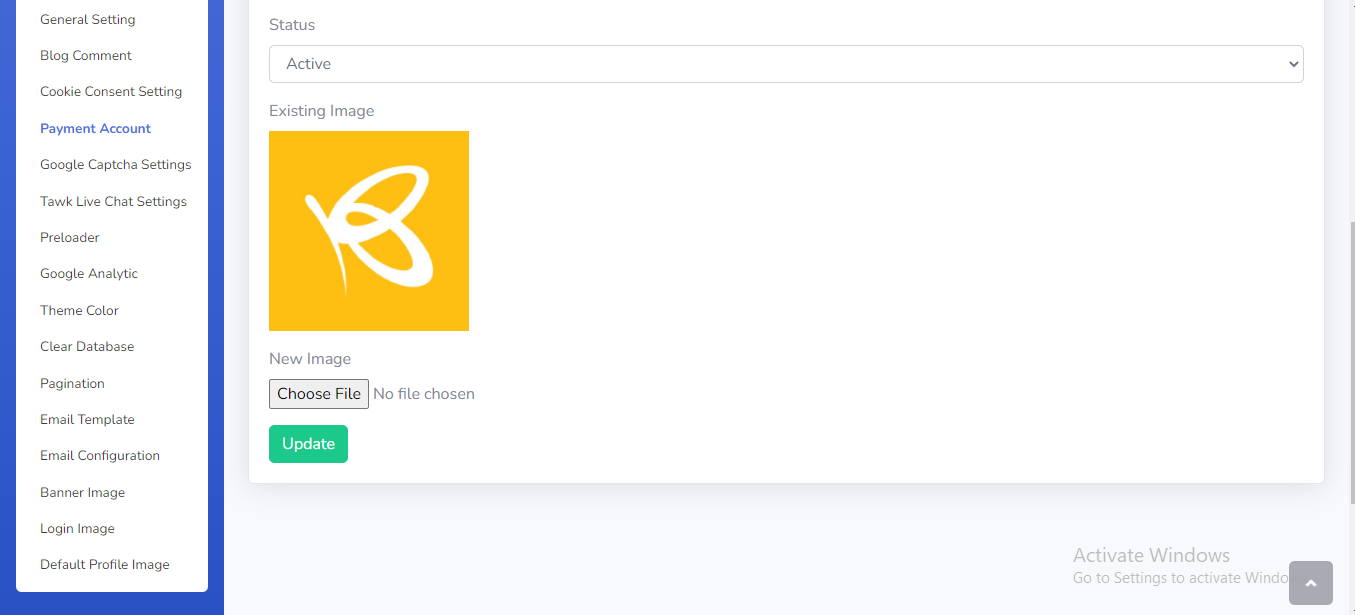 General Setting
Blog Comment
Cookie Consent Setting
Payment Account
Google Captcha Settings
Tawk Live Chat Settings
Preloader
Google Analytic
Theme Color
Clear Database
Pagination
Email Template
Email Configuration
Banner Image
Login Image
Default Profile Image
Status
Active
Existing Image
New Image
Choose File No file chosen
Update
Activate Windows
Go to Settings to activate Windo